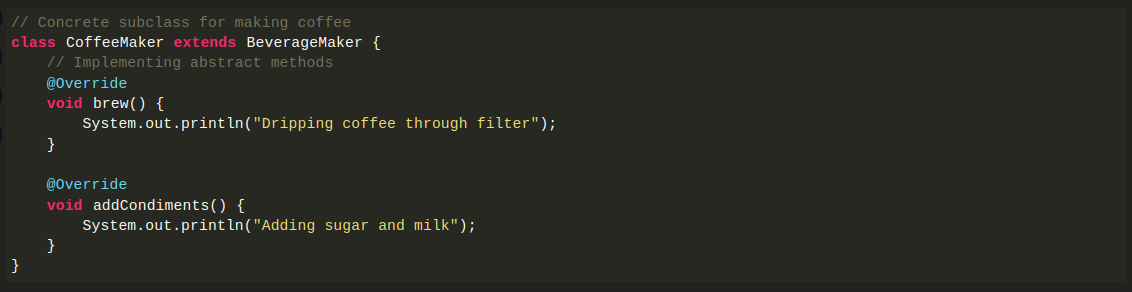 // Concrete subclass for making coffee
class CoffeeMaker extends BeverageMaker {
    // Implementing abstract methods
    @Override
    void brew() {
        System.out.println("Dripping coffee through filter");
    }

    @Override
    void addCondiments() {
        System.out.println("Adding sugar and milk");
    }
}